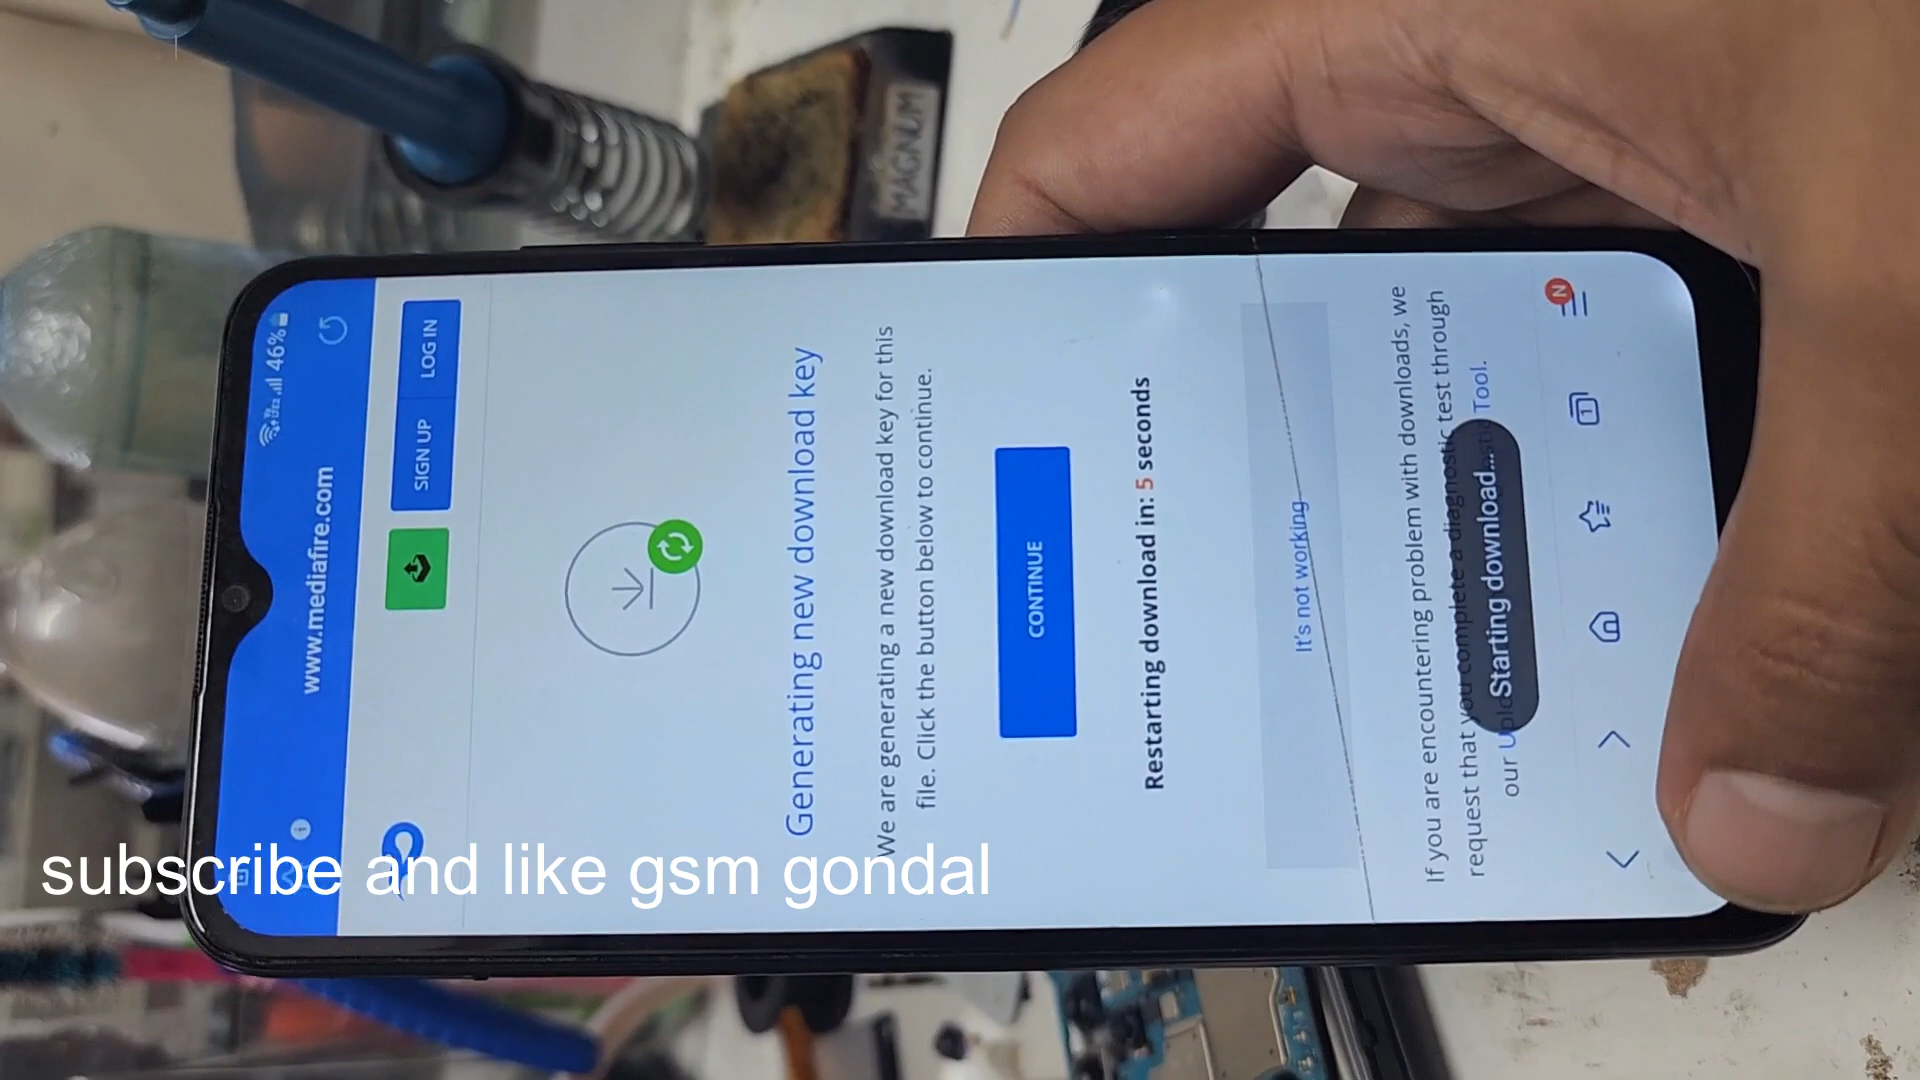 46%
www.mediafire.com
SIGN UP
LOG IN
Generating new download key
We are generating a new download key for this
file. Click the button below to continue.
CONTINUE
Restarting download in: 5 seconds
It's not working
If you are encountering problem with downloads, we
request that you complete a diagnostic test through
our Tool.
Starting download...
1
N
MAGNUM
subscribe and like gsm gondal